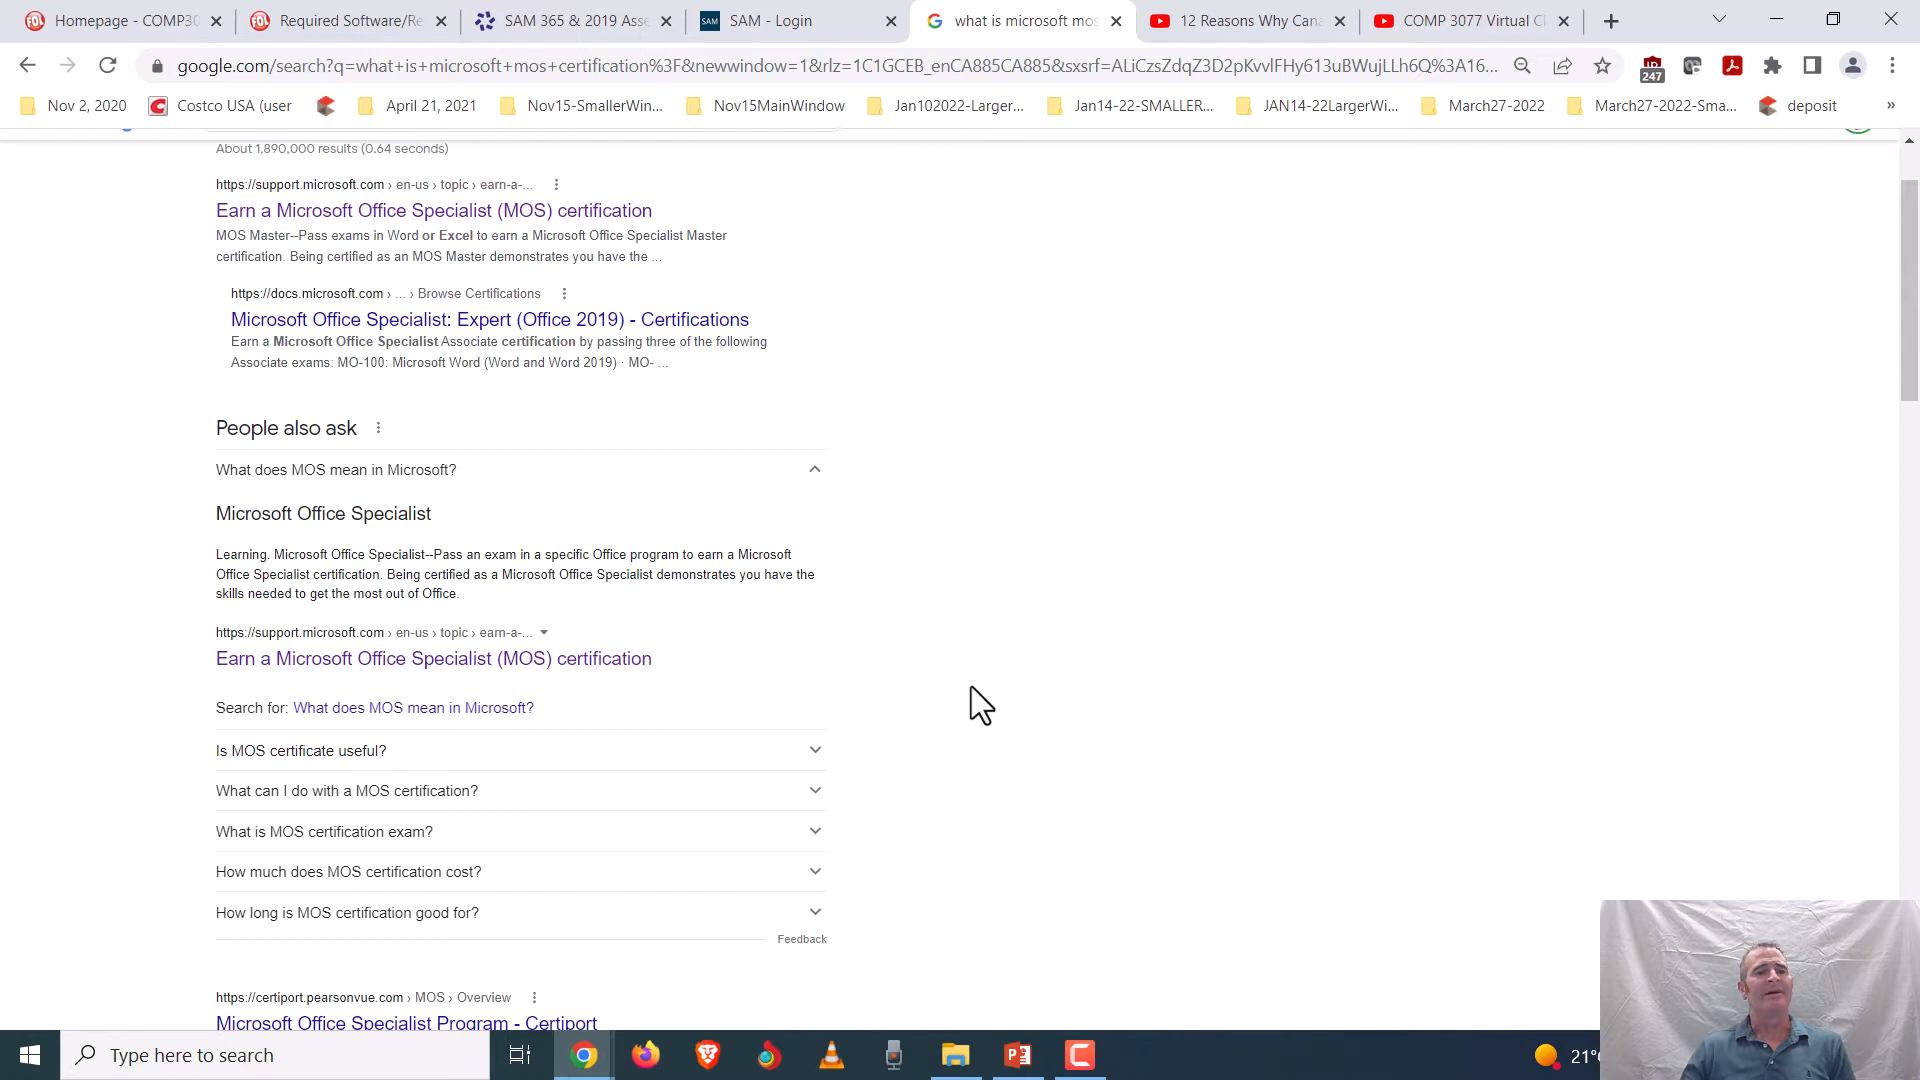 Homepage - COMP30
Required Software/Re
SAM 365 & 2019 Asse
SAM - Login
what is microsoft mos
12 Reasons Why Cana
COMP 3077 Virtual Cl
google.com/search?q=what+is+microsoft+mos+certification%3F&newwindow=1&rlz=1C1GCEB_enCA885CA885&sxsrf=ALiCzsZdqZ3D2pKvvlFHy613uBWujLLh6Q%3A16...
247
Nov 2, 2020
Costco USA (user
April 21, 2021
Nov15-SmallerWin...
Nov15MainWindow
Jan102022-Larger...
Jan14-22-SMALLER...
JAN14-22LargerWi...
March27-2022
March27-2022-Sma...
deposit
»
About 1,890,000 results (0.64 seconds)
https://support.microsoft.com › en-us › topic › earn-a-...
Earn a Microsoft Office Specialist (MOS) certification
MOS Master--Pass exams in Word or Excel to earn a Microsoft Office Specialist Master
certification. Being certified as an MOS Master demonstrates you have the ...
https://docs.microsoft.com › ... › Browse Certifications
Microsoft Office Specialist: Expert (Office 2019) - Certifications
Earn a Microsoft Office Specialist Associate certification by passing three of the following
Associate exams: MO-100: Microsoft Word (Word and Word 2019) · MO- ...
People also ask
What does MOS mean in Microsoft?
Microsoft Office Specialist
Learning. Microsoft Office Specialist--Pass an exam in a specific Office program to earn a Microsoft
Office Specialist certification. Being certified as a Microsoft Office Specialist demonstrates you have the
skills needed to get the most out of Office.
https://support.microsoft.com › en-us › topic › earn-a-...
Earn a Microsoft Office Specialist (MOS) certification
Search for: What does MOS mean in Microsoft?
Is MOS certificate useful?
What can I do with a MOS certification?
What is MOS certification exam?
How much does MOS certification cost?
How long is MOS certification good for?
Feedback
https://certiport.pearsonvue.com › MOS › Overview
Microsoft Office Specialist Program - Certiport
Type here to search
21°